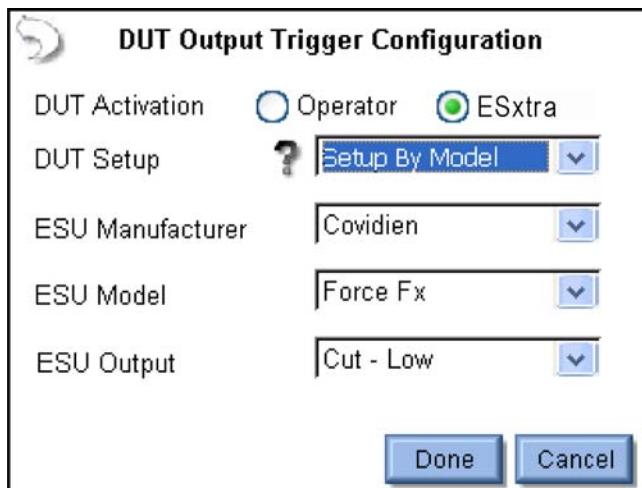 DUT Output Trigger Configuration
DUT Activation Operator ESxtra
DUT Setup ? Setup By Model
ESU Manufacturer Covidien
ESU Model Force Fx
ESU Output Cut - Low
Done Cancel